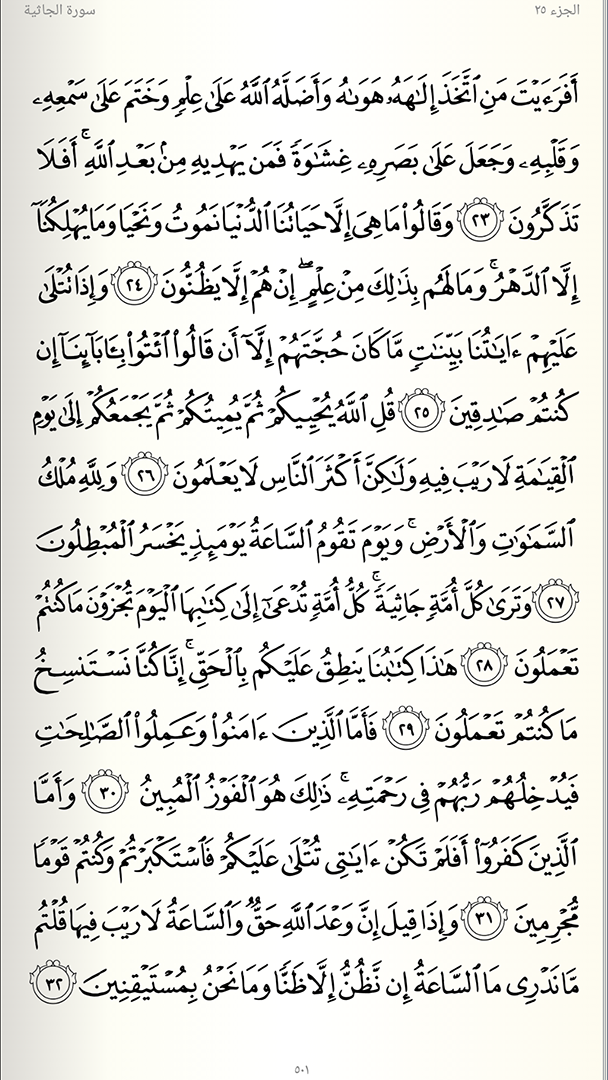 الجزء ٢٥
سورة الجاثية
أَفَرَءَيْتَ مَنِ ٱتَّخَذَ إِلَٰهَهُۥ هَوَىٰهُ وَأَضَلَّهُ ٱللَّهُ عَلَىٰ عِلْمٍ وَخَتَمَ عَلَىٰ سَمْعِهِۦ
وَقَلْبِهِۦ وَجَعَلَ عَلَىٰ بَصَرِهِۦ غِشَٰوَةً فَمَن يَهْدِيهِ مِنۢ بَعْدِ ٱللَّهِ ۚ أَفَلَا
تَذَكَّرُونَ ٢٣ وَقَالُوا۟ مَا هِىَ إِلَّا حَيَاتُنَا ٱلدُّنْيَا نَمُوتُ وَنَحْيَا وَمَا يُهْلِكُنَآ
إِلَّا ٱلدَّهْرُ ۚ وَمَا لَهُم بِذَٰلِكَ مِنْ عِلْمٍ ۖ إِنْ هُمْ إِلَّا يَظُنُّونَ ٢٤ وَإِذَا تُتْلَىٰ
عَلَيْهِمْ ءَايَٰتُنَا بَيِّنَٰتٍ مَّا كَانَ حُجَّتَهُمْ إِلَّآ أَن قَالُوا۟ ٱئْتُوا۟ بِـَٔابَآئِنَآ إِن
كُنتُمْ صَٰدِقِينَ ٢٥ قُلِ ٱللَّهُ يُحْيِيكُمْ ثُمَّ يُمِيتُكُمْ ثُمَّ يَجْمَعُكُمْ إِلَىٰ يَوْمِ
ٱلْقِيَٰمَةِ لَا رَيْبَ فِيهِ وَلَٰكِنَّ أَكْثَرَ ٱلنَّاسِ لَا يَعْلَمُونَ ٢٦ وَلِلَّهِ مُلْكُ
ٱلسَّمَٰوَٰتِ وَٱلْأَرْضِ ۚ وَيَوْمَ تَقُومُ ٱلسَّاعَةُ يَوْمَئِذٍ يَخْسَرُ ٱلْمُبْطِلُونَ
٢٧ وَتَرَىٰ كُلَّ أُمَّةٍ جَاثِيَةً ۚ كُلُّ أُمَّةٍ تُدْعَىٰٓ إِلَىٰ كِتَٰبِهَا ٱلْيَوْمَ تُجْزَوْنَ مَا كُنتُمْ
تَعْمَلُونَ ٢٨ هَٰذَا كِتَٰبُنَا يَنطِقُ عَلَيْكُم بِٱلْحَقِّ ۚ إِنَّا كُنَّا نَسْتَنسِخُ
مَا كُنتُمْ تَعْمَلُونَ ٢٩ فَأَمَّا ٱلَّذِينَ ءَامَنُوا۟ وَعَمِلُوا۟ ٱلصَّٰلِحَٰتِ
فَيُدْخِلُهُمْ رَبُّهُمْ فِى رَحْمَتِهِۦ ۚ ذَٰلِكَ هُوَ ٱلْفَوْزُ ٱلْمُبِينُ ٣٠ وَأَمَّا
ٱلَّذِينَ كَفَرُوٓا۟ أَفَلَمْ تَكُنْ ءَايَٰتِى تُتْلَىٰ عَلَيْكُمْ فَٱسْتَكْبَرْتُمْ وَكُنتُمْ قَوْمًا
مُّجْرِمِينَ ٣١ وَإِذَا قِيلَ إِنَّ وَعْدَ ٱللَّهِ حَقٌّ وَٱلسَّاعَةُ لَا رَيْبَ فِيهَا قُلْتُم
مَّا نَدْرِى مَا ٱلسَّاعَةُ إِن نَّظُنُّ إِلَّا ظَنًّا وَمَا نَحْنُ بِمُسْتَيْقِنِينَ ٣٢
٥٠١